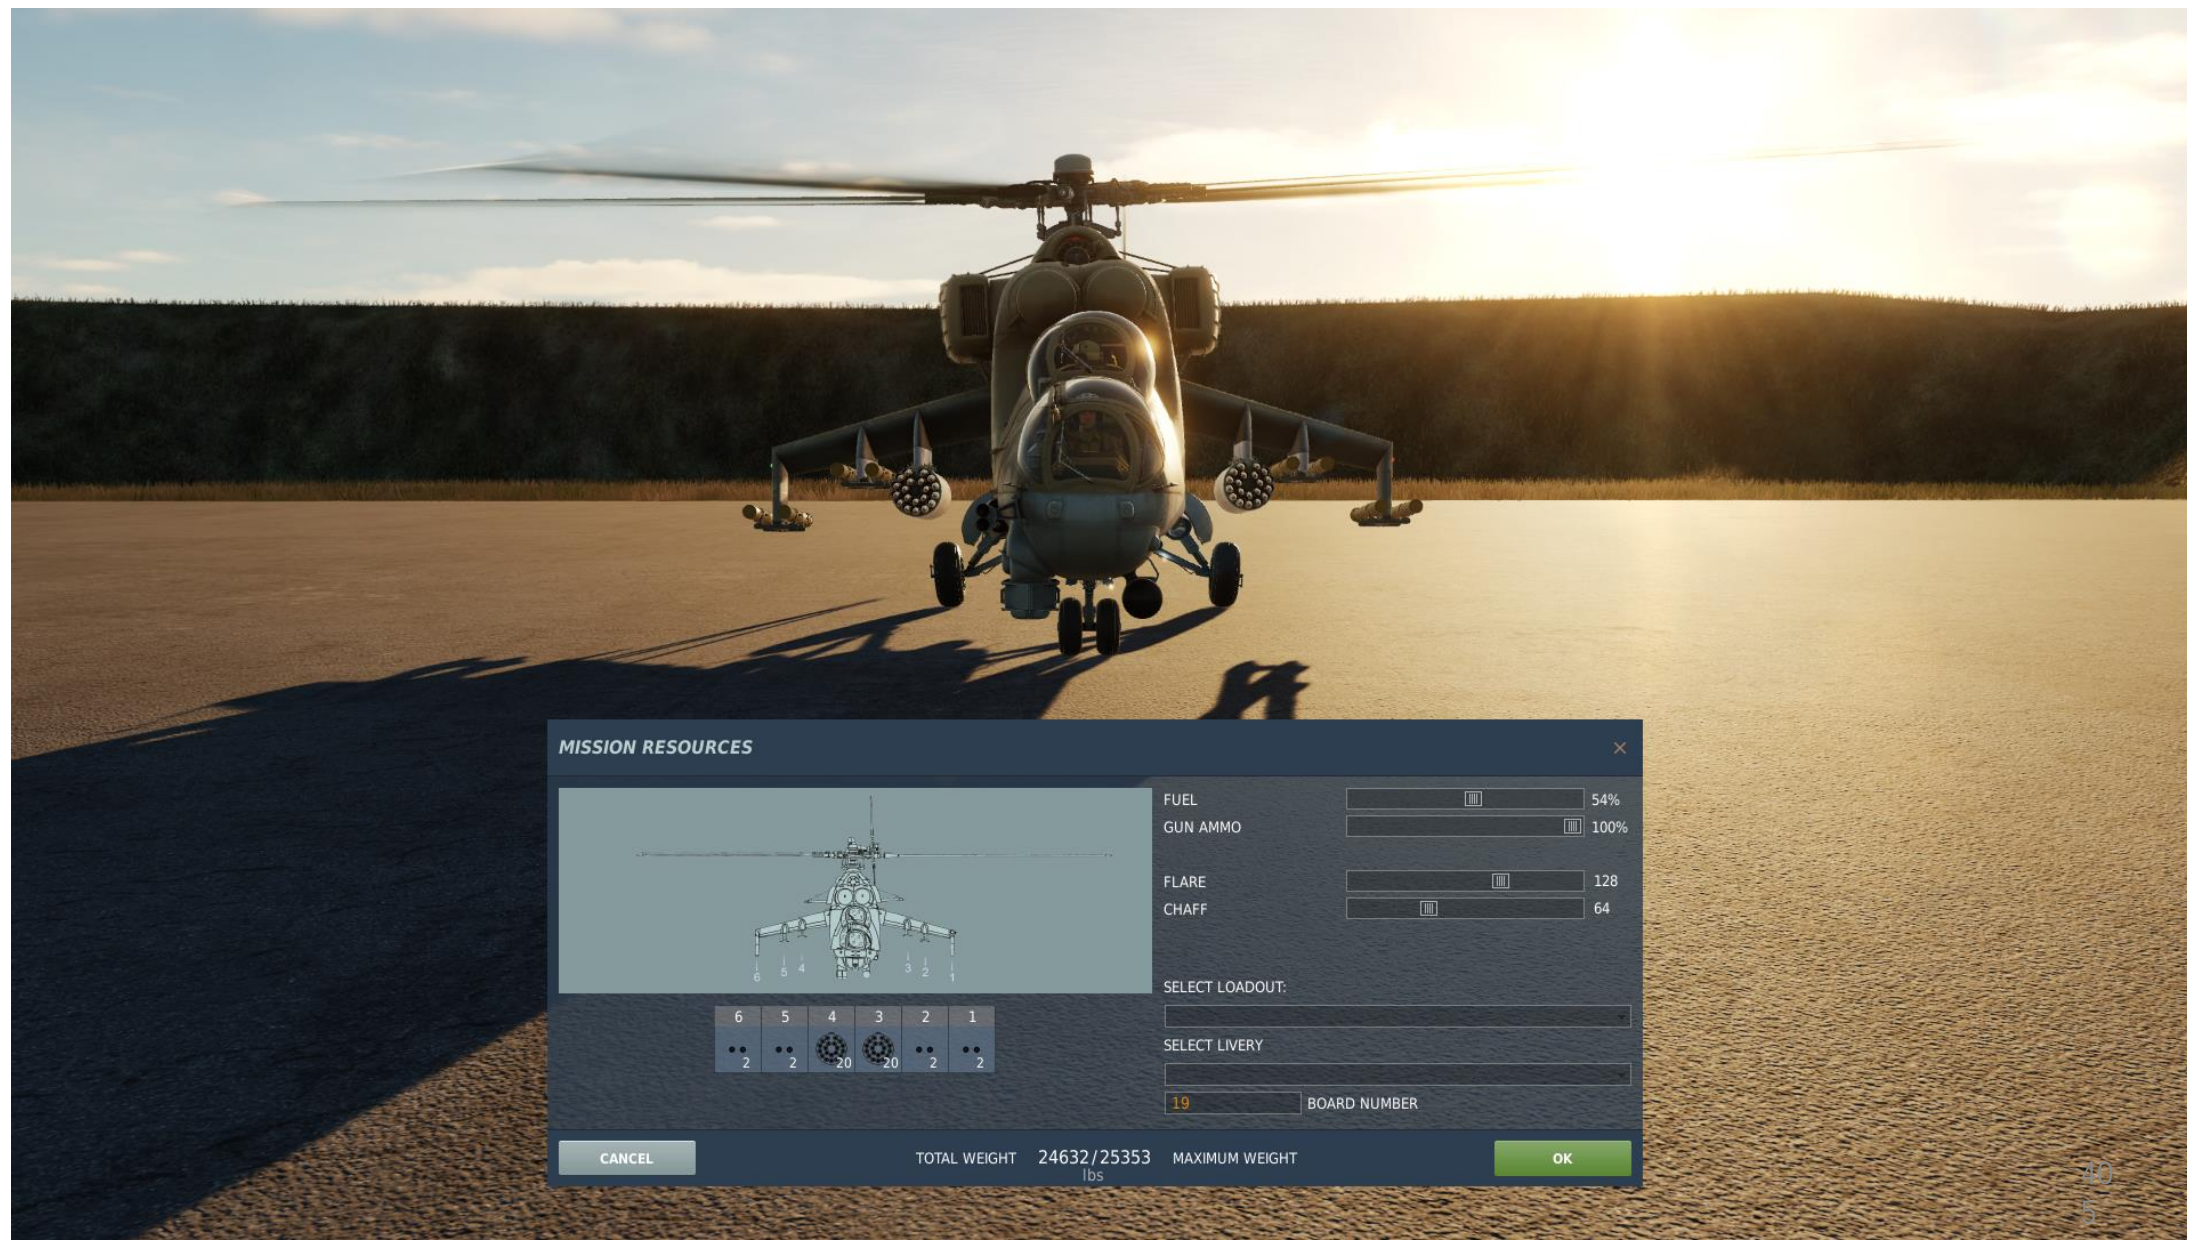 MISSION RESOURCES
FUEL 54%
GUN AMMO 100%
FLARE 128
CHAFF 64
6 5 4 3 2 1
SELECT LOADOUT:
6 5 4 3 2 1
2 2 20 20 2 2
SELECT LIVERY
19 BOARD NUMBER
CANCEL TOTAL WEIGHT 24632/25353 MAXIMUM WEIGHT OK
lbs
40
5